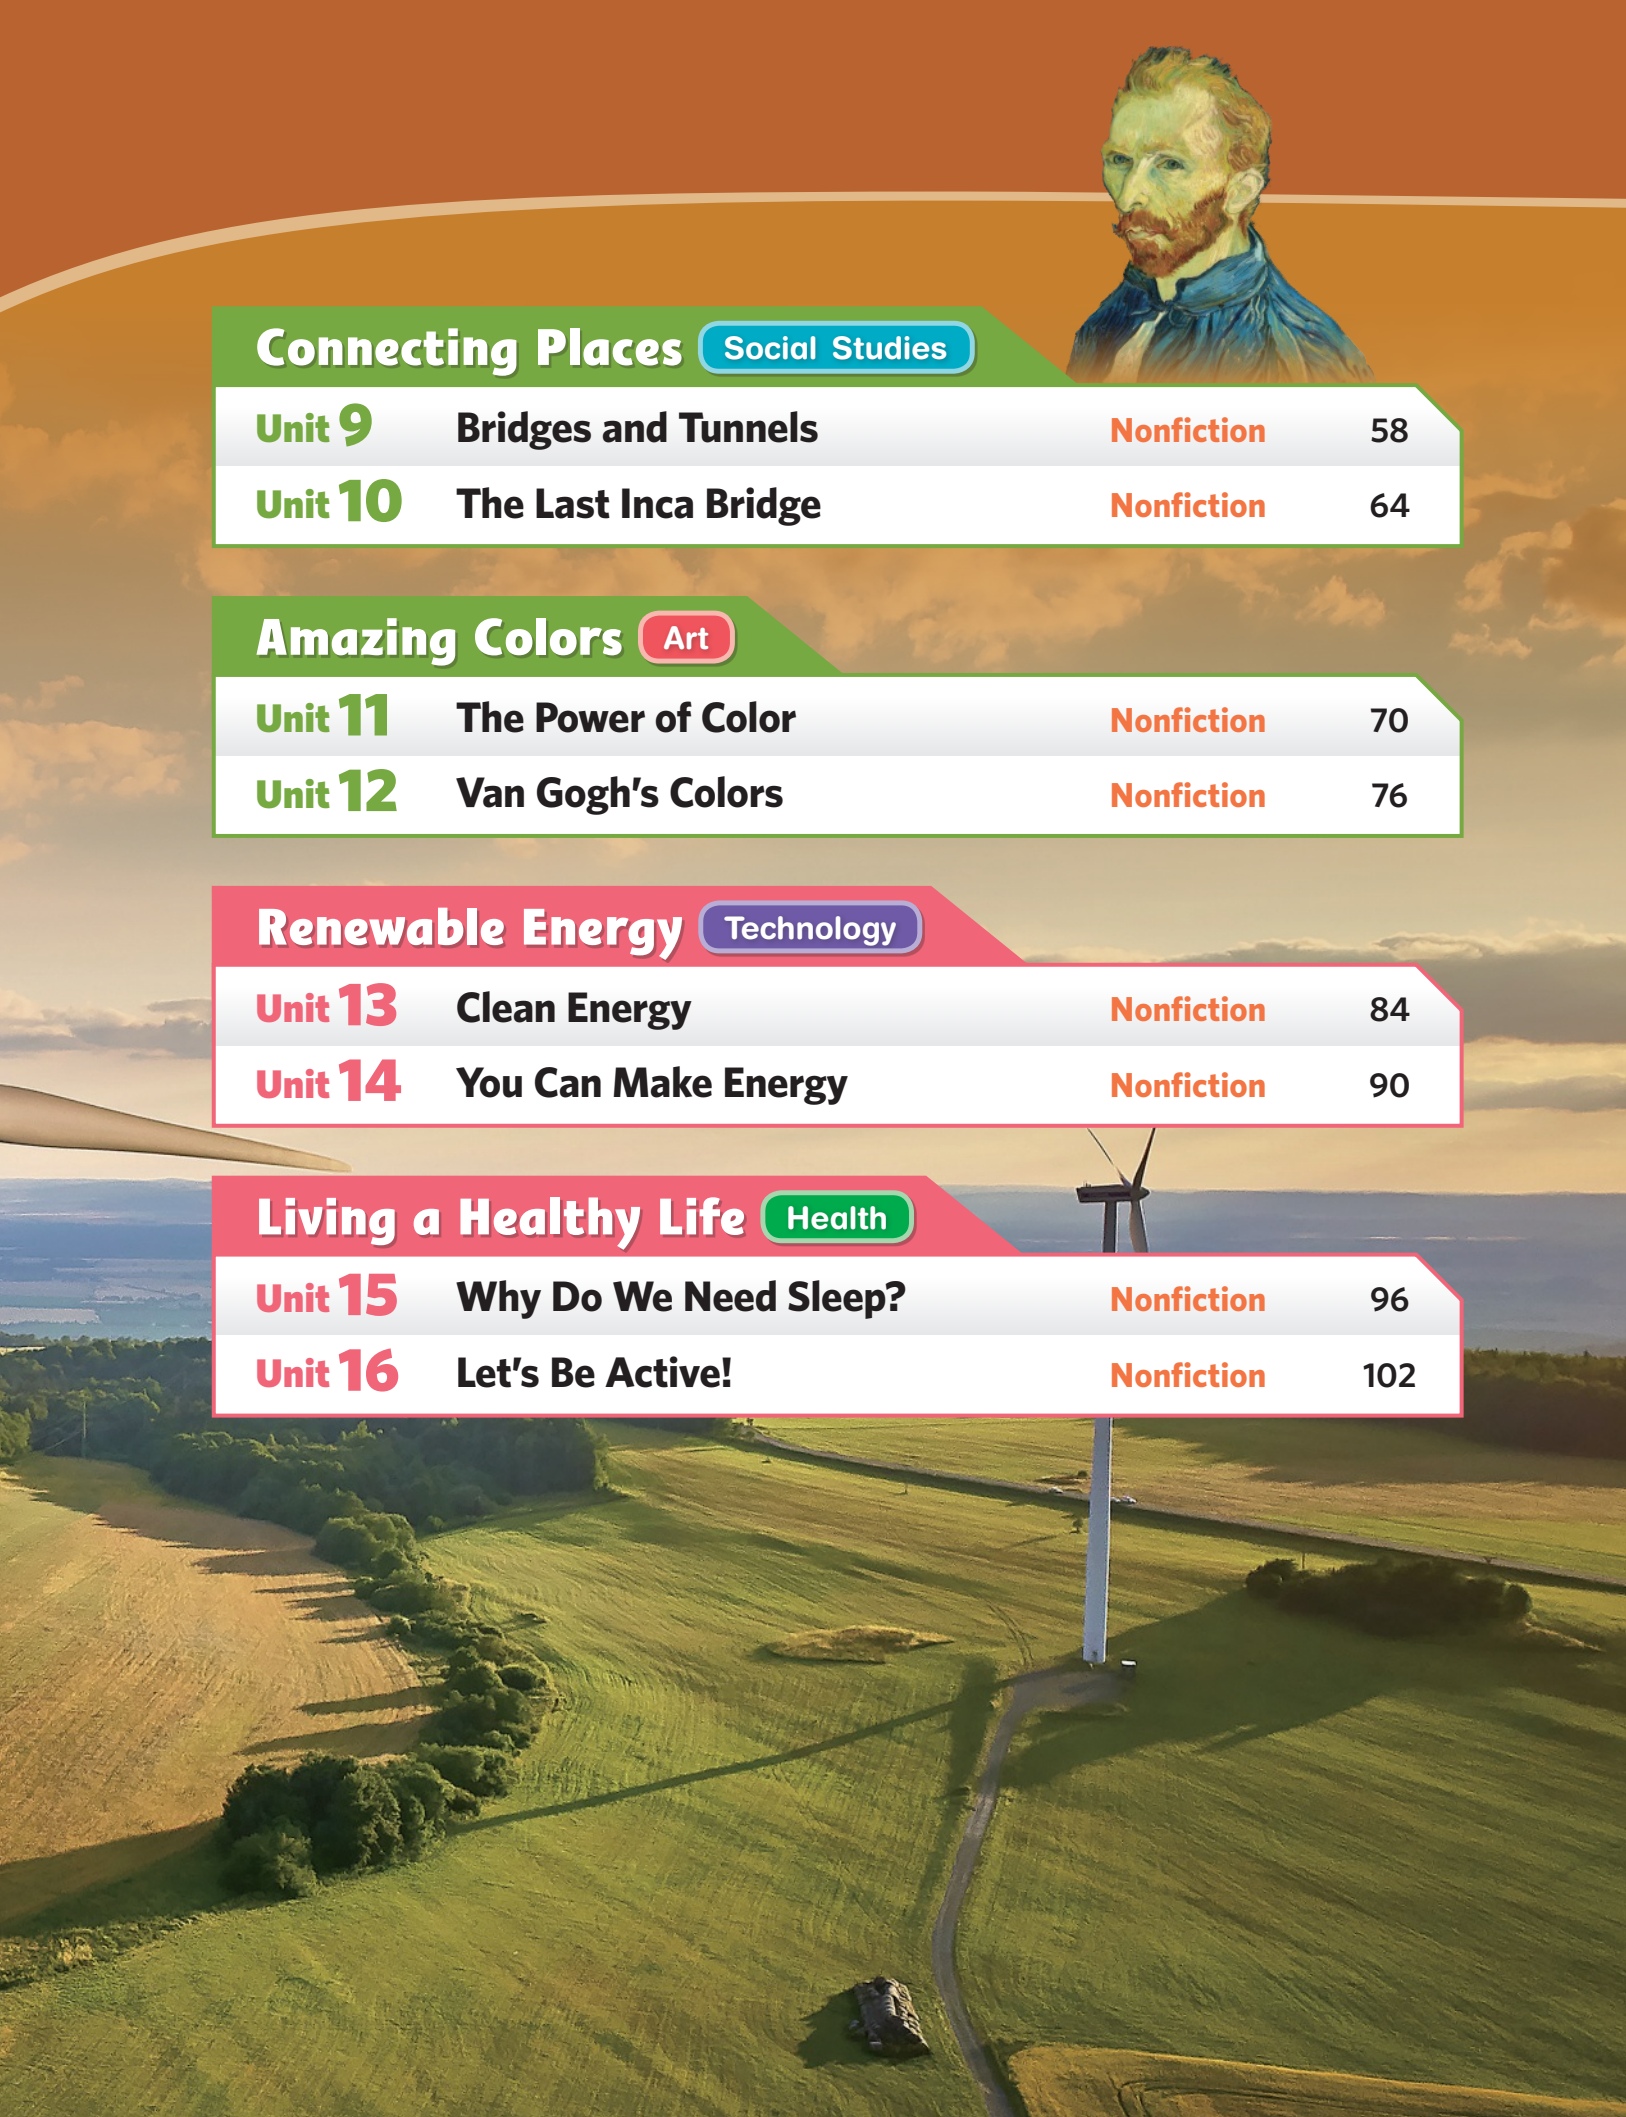 Connecting Places Social Studies
Unit 9 Bridges and Tunnels Nonfiction 58
Unit 10 The Last Inca Bridge Nonfiction 64
Amazing Colors Art
Unit 11 The Power of Color Nonfiction 70
Unit 12 Van Gogh's Colors Nonfiction 76
Renewable Energy Technology
Unit 13 Clean Energy Nonfiction 84
Unit 14 You Can Make Energy Nonfiction 90
Living a Healthy Life Health
Unit 15 Why Do We Need Sleep? Nonfiction 96
Unit 16 Let's Be Active! Nonfiction 102